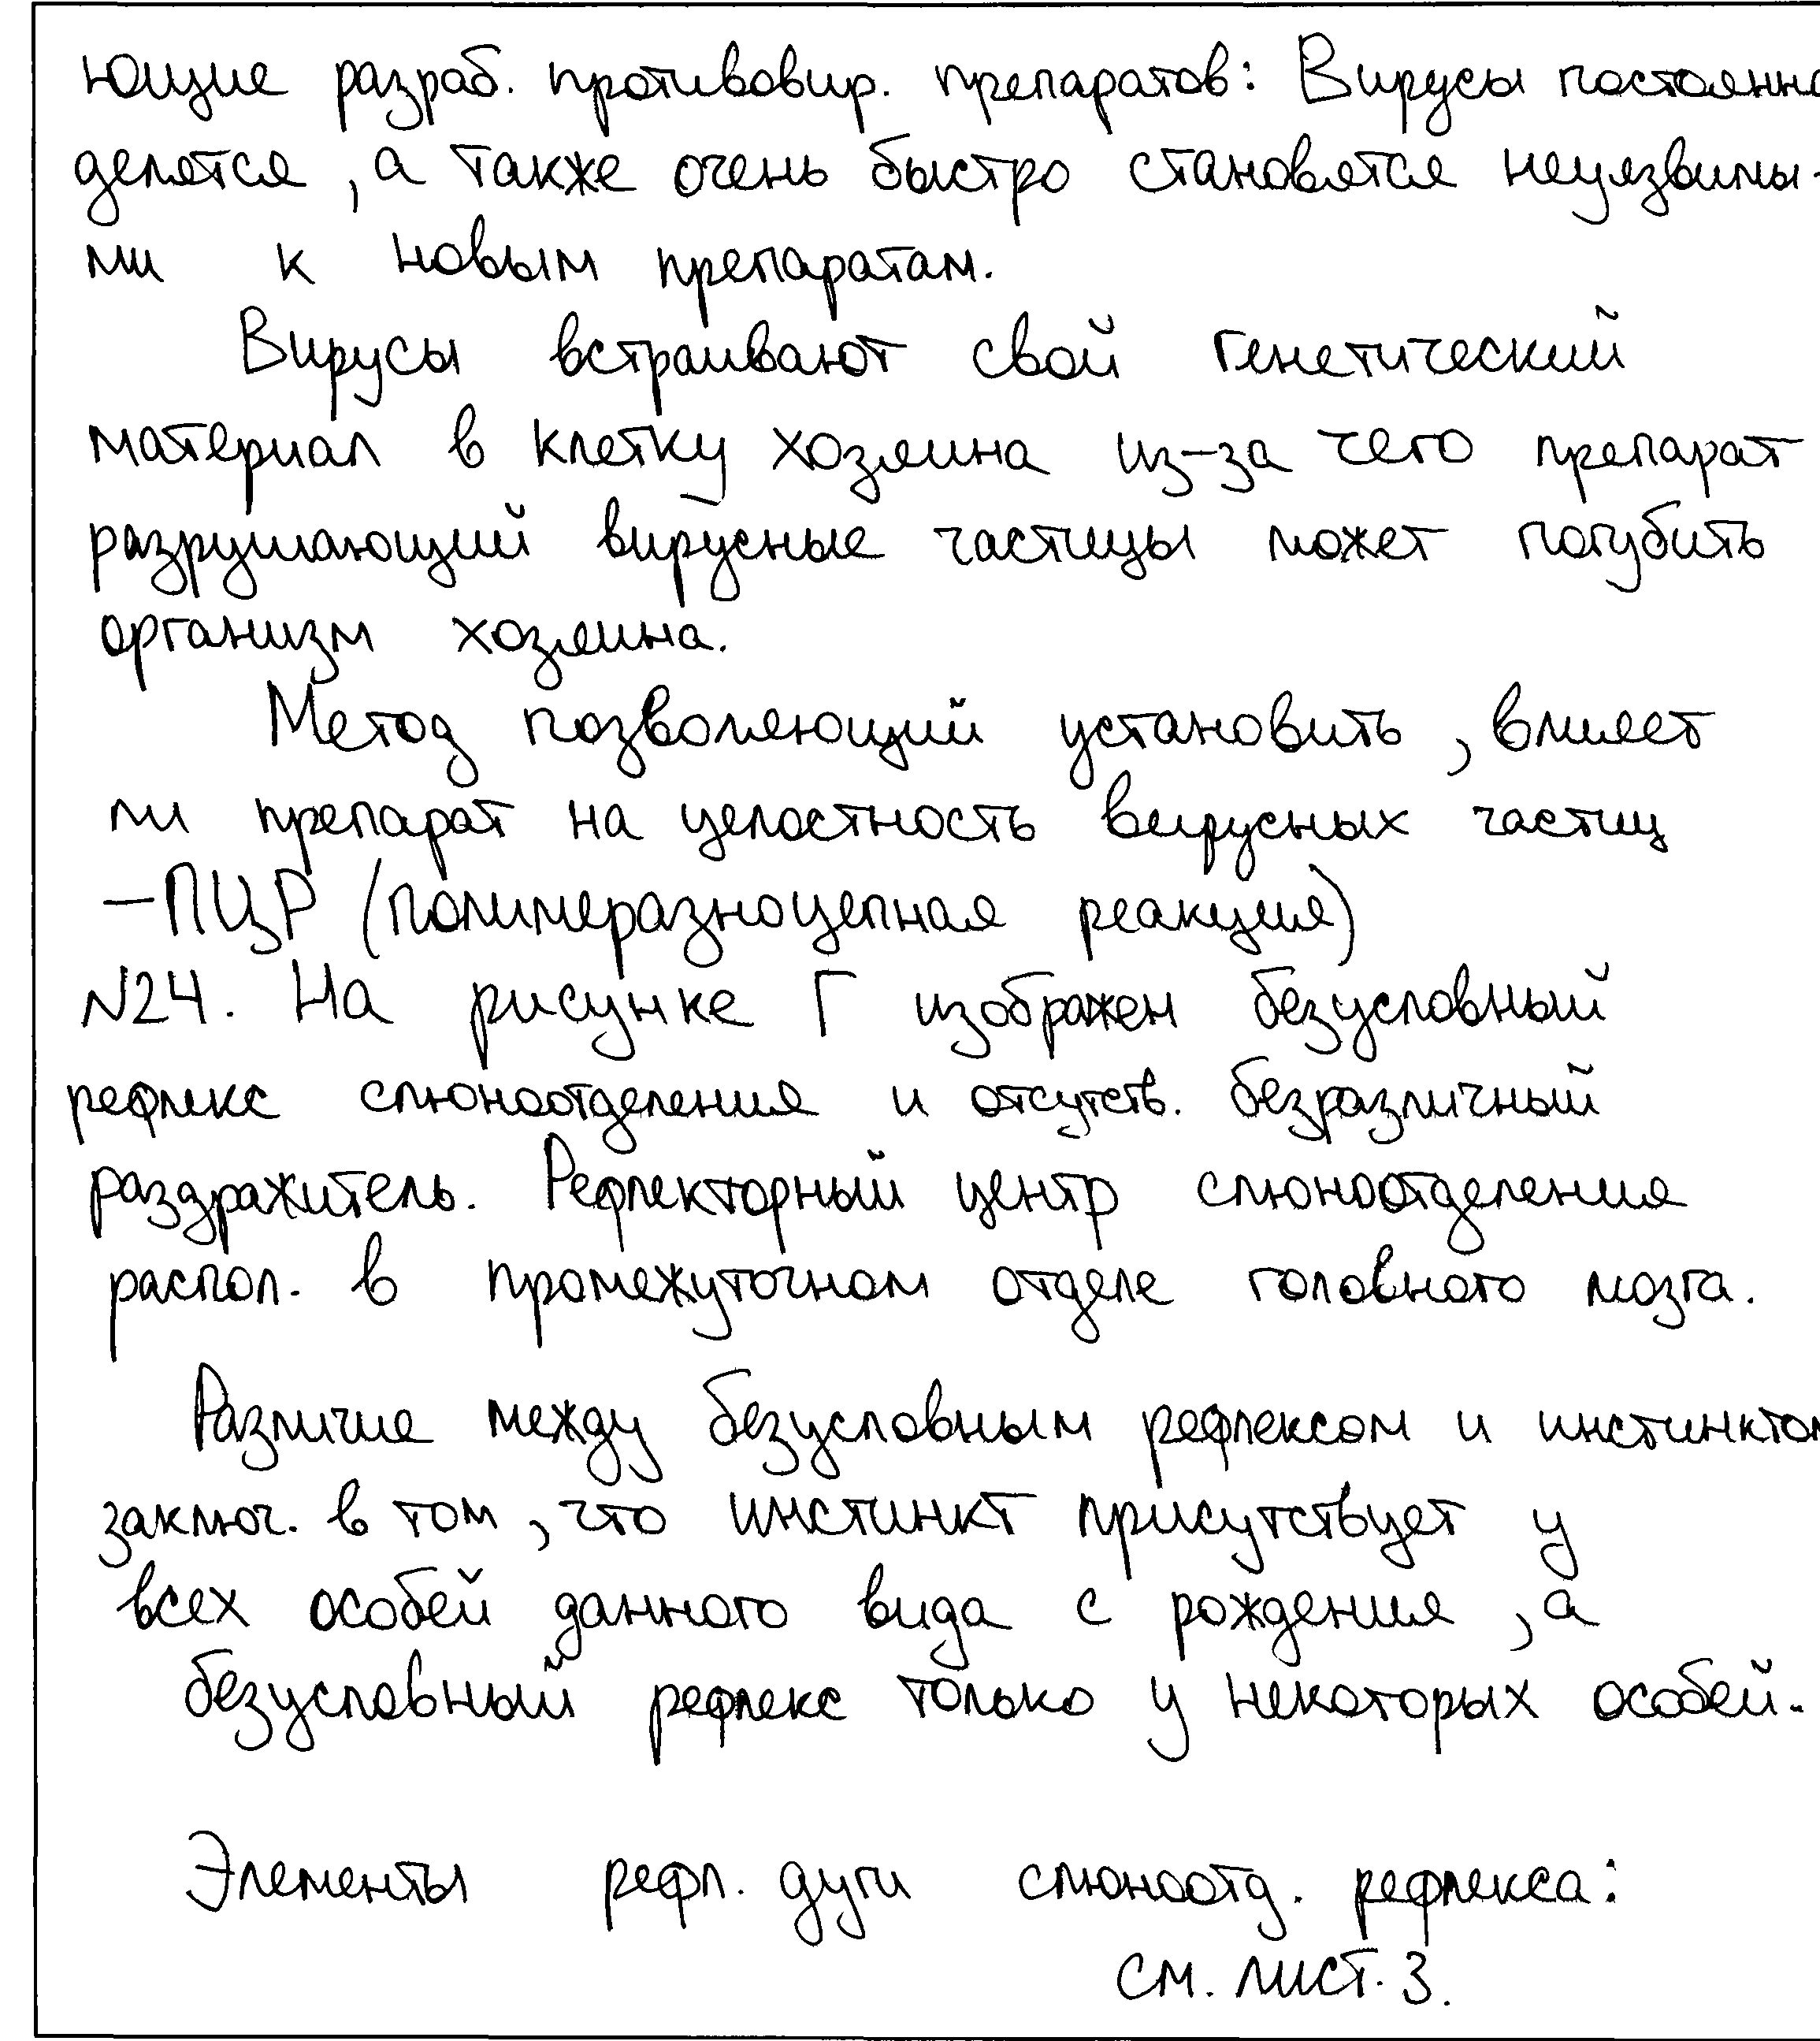 ющие разраб. противовир. препаратов: Вирусы постоянно
делятся, а также очень быстро становятся неуязвимы-
ми к новым препаратам.
Вирусы встраивают свой генетический
материал в клетку хозяина из-за чего препарат
разрушающий вирусные частицы может погубить
организм хозяина.
Метод позволяющий установить, влияет
ли препарат на целостность вирусных частиц
-ПЦР (полимеразноцепная реакция)
N24. На рисунке Г изображен безусловный
рефлекс слюноотделения и отсутств. безразличный
раздражитель. Рефлекторный центр слюноотделения
распол. в промежуточном отделе головного мозга.
Различие между безусловным рефлексом и инстинктом
заключ. в том, что инстинкт присутствует у
всех особей данного вида с рождения, а
безусловный рефлекс только у некоторых особей.
Элементы рефл. дуги слюноотд. рефлекса:
см. лист. 3.